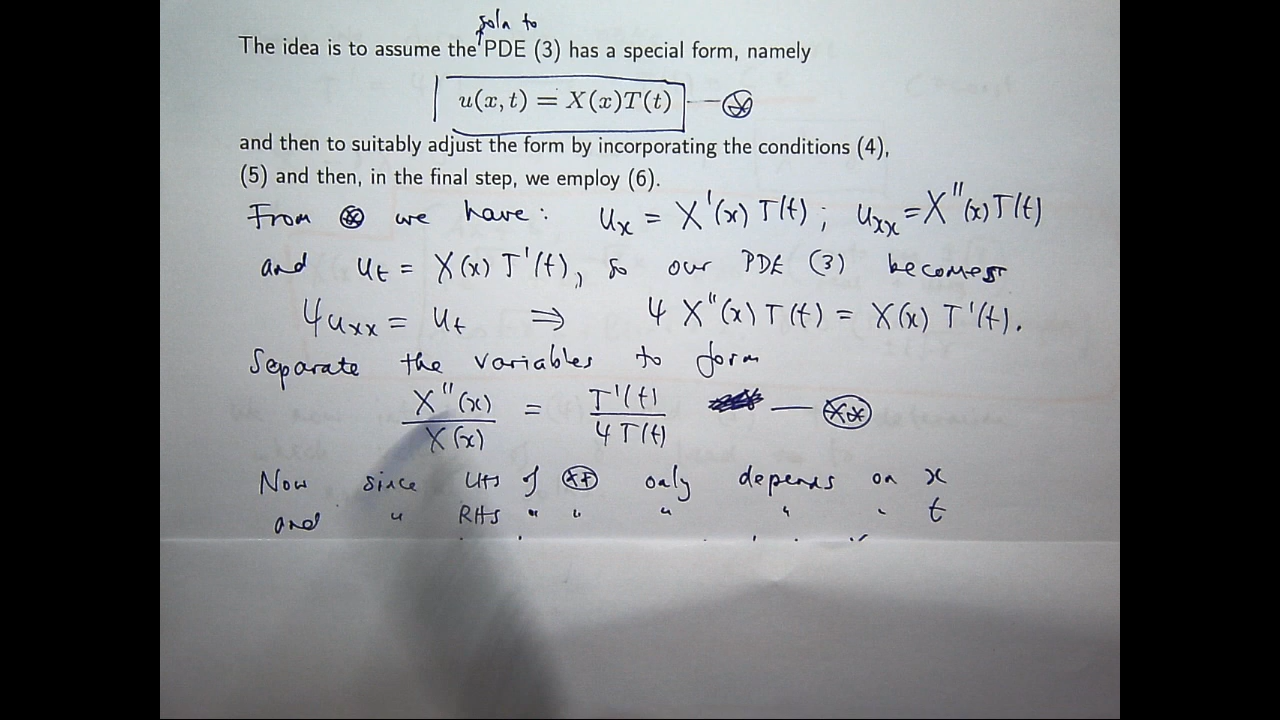 soln to
The idea is to assume the PDE (3) has a special form, namely
u(x, t) = X(x)T(t) — ⊛
and then to suitably adjust the form by incorporating the conditions (4),
(5) and then, in the final step, we employ (6).
From ⊛ we have: u_x = X'(x) T(t); u_xx = X''(x) T(t)
and u_t = X(x) T'(t), so our PDE (3) becomes
4u_xx = u_t ⇒ 4 X''(x) T(t) = X(x) T'(t).
Separate the variables to form
X''(x)/X(x) = T'(t)/4T(t) — (**)
Now since LHS of (**) only depends on x
and " RHS " " " " " t